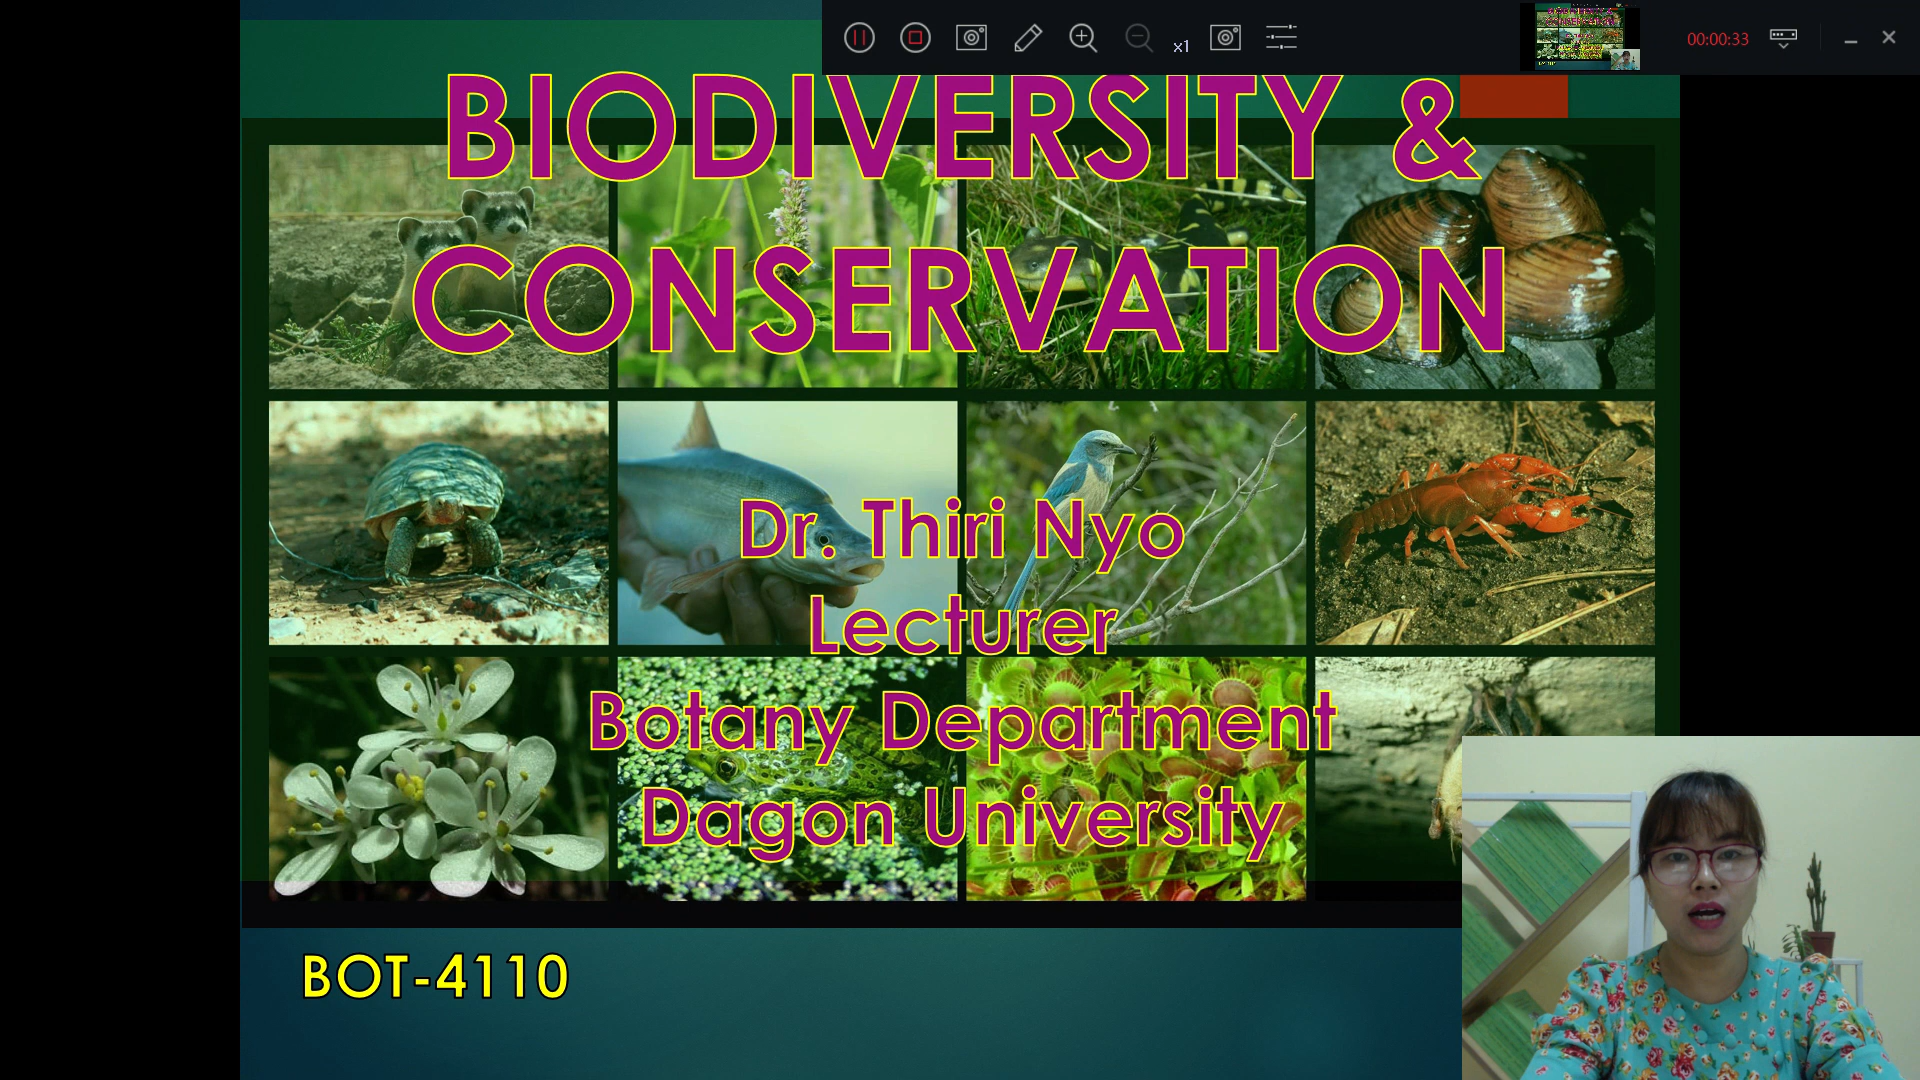 x1
00:00:33
BIODIVERSITY &
CONSERVATION
Dr. Thiri Nyo
Lecturer
Botany Department
Dagon University
BOT-4110